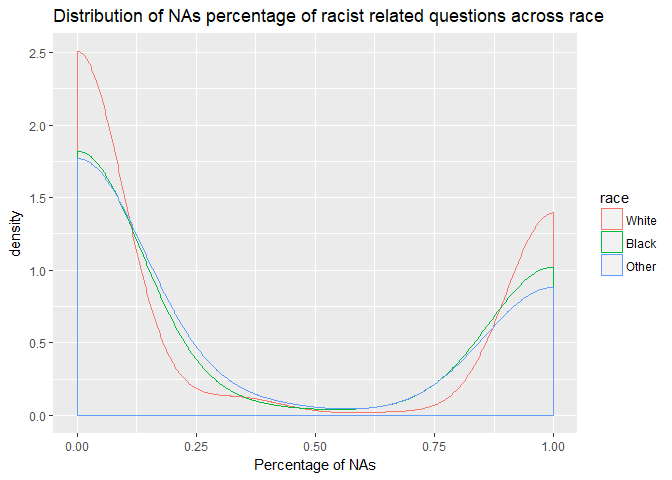 Distribution of NAs percentage of racist related questions across race
2.5
2.0
1.5
1.0
0.5
0.0
density
0.00 0.25 0.50 0.75 1.00
Percentage of NAs
race
White
Black
Other